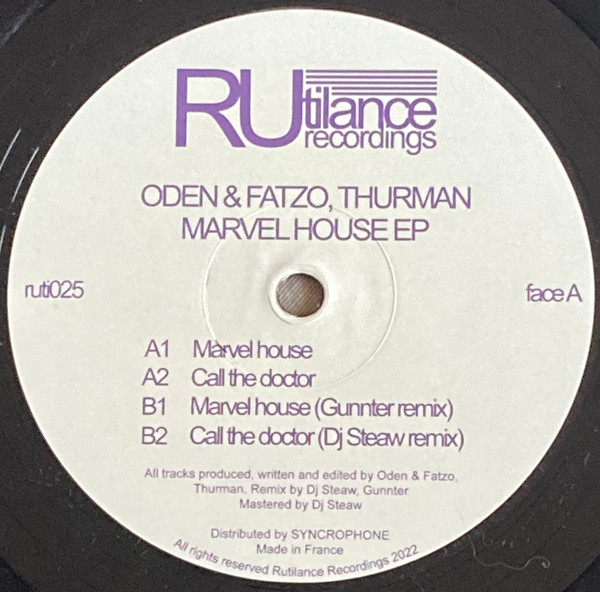 RUtilance
recordings
ODEN & FATZO, THURMAN
MARVEL HOUSE EP
ruti025
face A
A1 Marvel house
A2 Call the doctor
B1 Marvel house (Gunnter remix)
B2 Call the doctor (Dj Steaw remix)
All tracks produced, written and edited by Oden & Fatzo,
Thurman. Remix by Dj Steaw, Gunnter
Mastered by Dj Steaw
Distributed by SYNCROPHONE
Made in France
All rights reserved Rutilance Recordings 2022